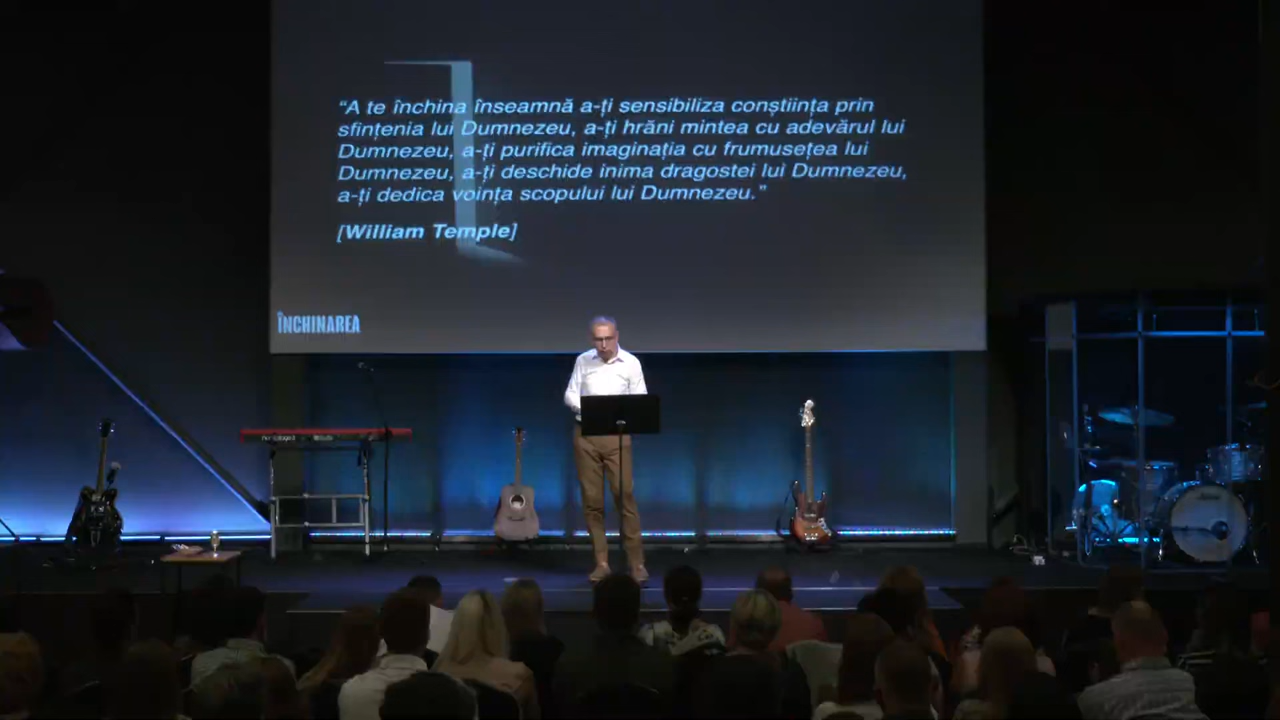 “A te închina înseamnă a-ți sensibiliza conștiința prin
sfințenia lui Dumnezeu, a-ți hrăni mintea cu adevărul lui
Dumnezeu, a-ți purifica imaginația cu frumusețea lui
Dumnezeu, a-ți deschide inima dragostei lui Dumnezeu,
a-ți dedica voința scopului lui Dumnezeu.”
[William Temple]
ÎNCHINAREA